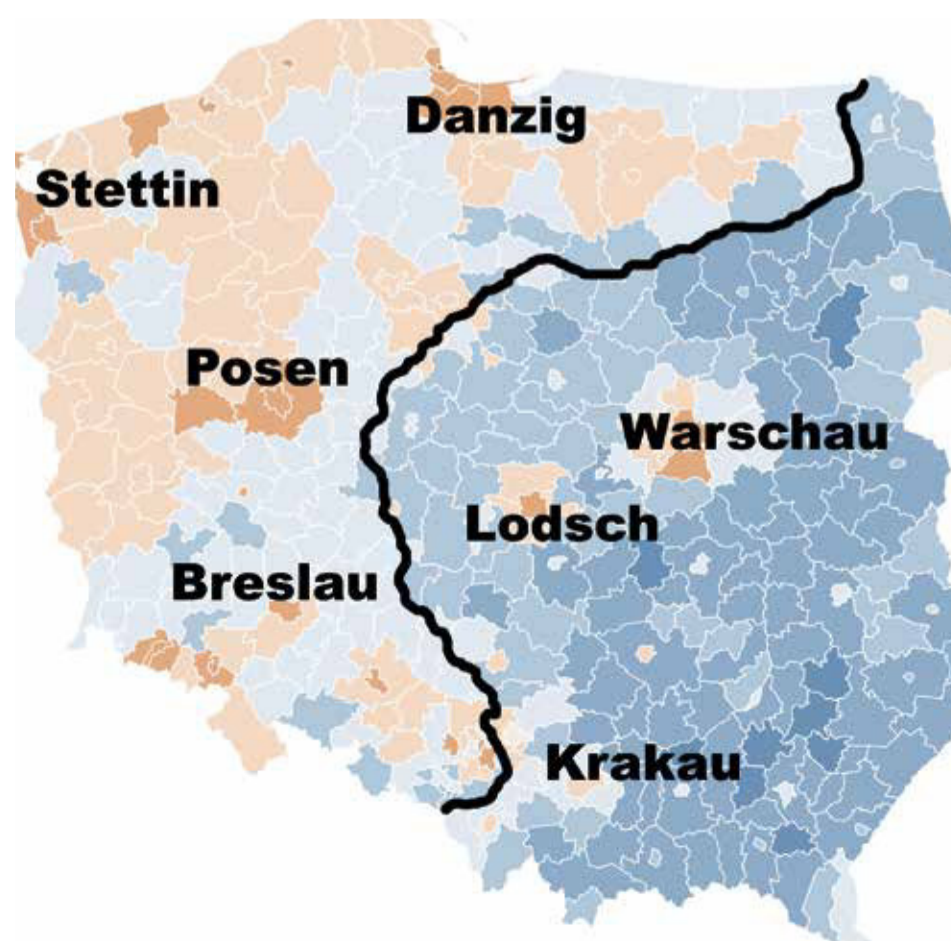 Danzig
Stettin
Posen
Warschau
Lodsch
Breslau
Krakau